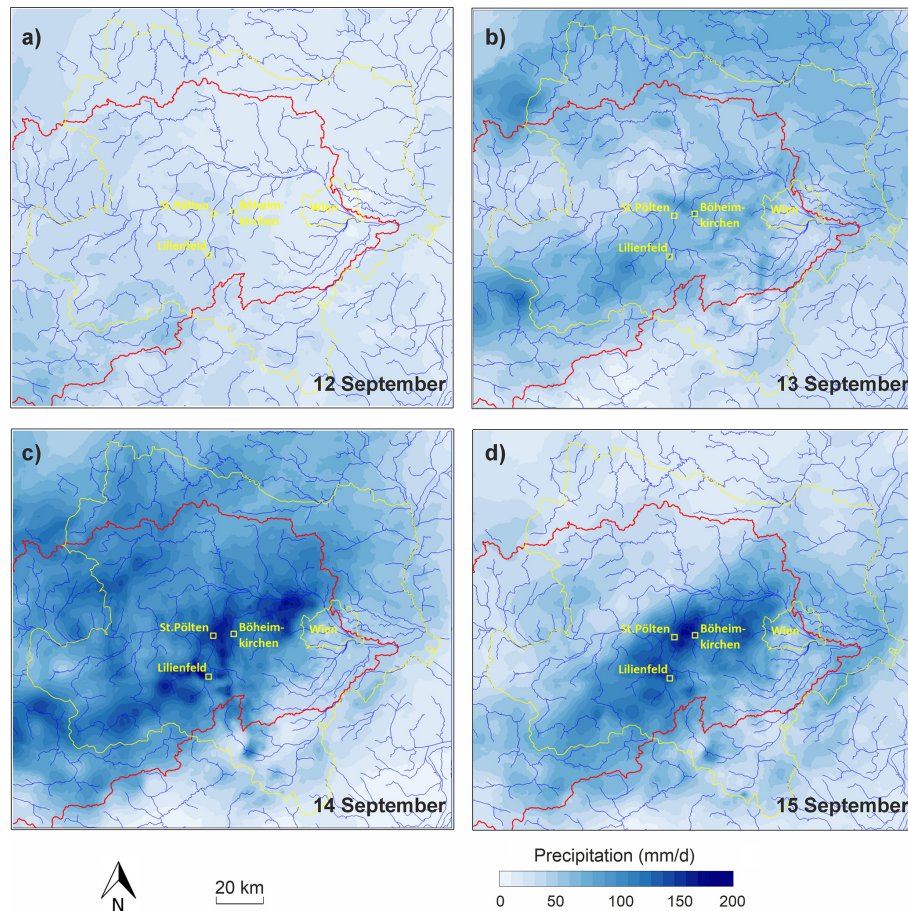 a)
St.Pölten
Böheim-
kirchen
Wien
Lilienfeld
12 September
b)
St.Pölten
Böheim-
kirchen
Wien
Lilienfeld
13 September
c)
St.Pölten
Böheim-
kirchen
Wien
Lilienfeld
14 September
d)
St.Pölten
Böheim-
kirchen
Wien
Lilienfeld
15 September
N
20 km
Precipitation (mm/d)
0 50 100 150 200